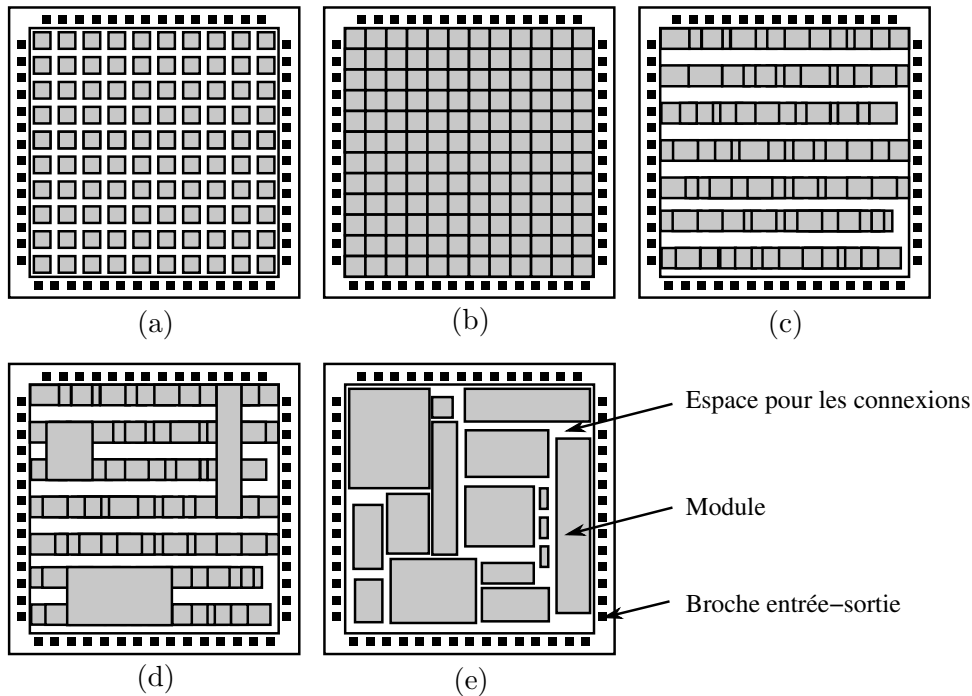 (a)
(b)
(c)
Espace pour les connexions
Module
Broche entrée−sortie
(d)
(e)